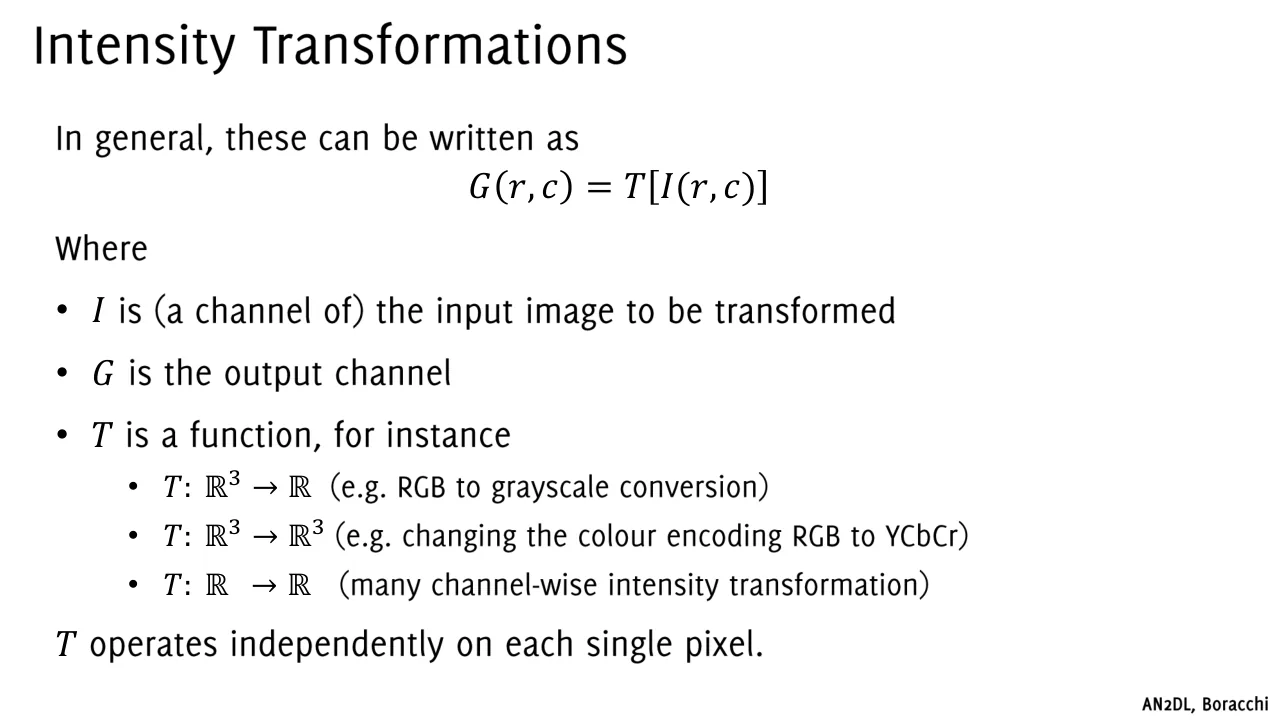 Intensity Transformations
In general, these can be written as
G(r, c) = T[I(r, c)]
Where
• I is (a channel of) the input image to be transformed
• G is the output channel
• T is a function, for instance
• T: ℝ³ → ℝ (e.g. RGB to grayscale conversion)
• T: ℝ³ → ℝ³ (e.g. changing the colour encoding RGB to YCbCr)
• T: ℝ → ℝ (many channel-wise intensity transformation)
T operates independently on each single pixel.
AN2DL, Boracchi